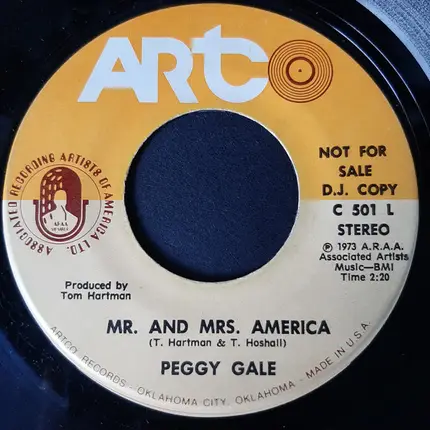 ARTCO
NOT FOR
SALE
D.J. COPY
C 501 L
STEREO
℗ 1973 A.R.A.A.
Associated Artists
Music—BMI
Time 2:20
ASSOCIATED RECORDING ARTISTS OF AMERICA LTD.
Produced by
Tom Hartman
MR. AND MRS. AMERICA
(T. Hartman & T. Hoshall)
PEGGY GALE
ARTCO RECORDS - OKLAHOMA CITY, OKLAHOMA - MADE IN U.S.A.